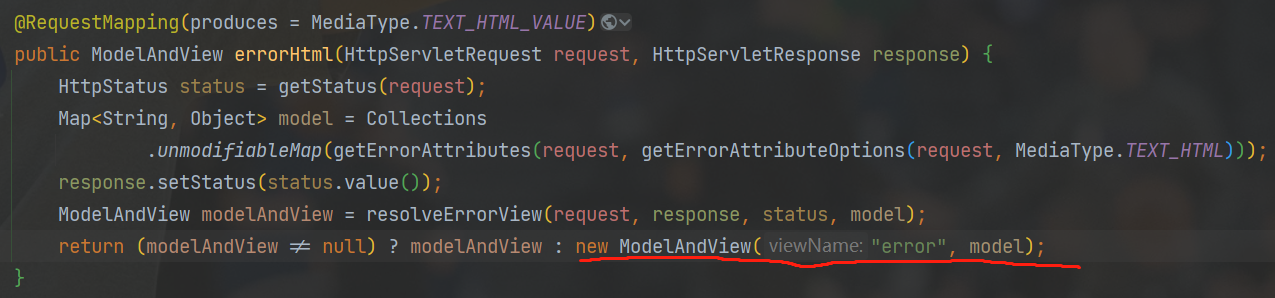 @RequestMapping(produces = MediaType.TEXT_HTML_VALUE)
public ModelAndView errorHtml(HttpServletRequest request, HttpServletResponse response) {
HttpStatus status = getStatus(request);
Map<String, Object> model = Collections
.unmodifiableMap(getErrorAttributes(request, getErrorAttributeOptions(request, MediaType.TEXT_HTML)));
response.setStatus(status.value());
ModelAndView modelAndView = resolveErrorView(request, response, status, model);
return (modelAndView ≠ null) ? modelAndView : new ModelAndView( viewName: "error", model);
}